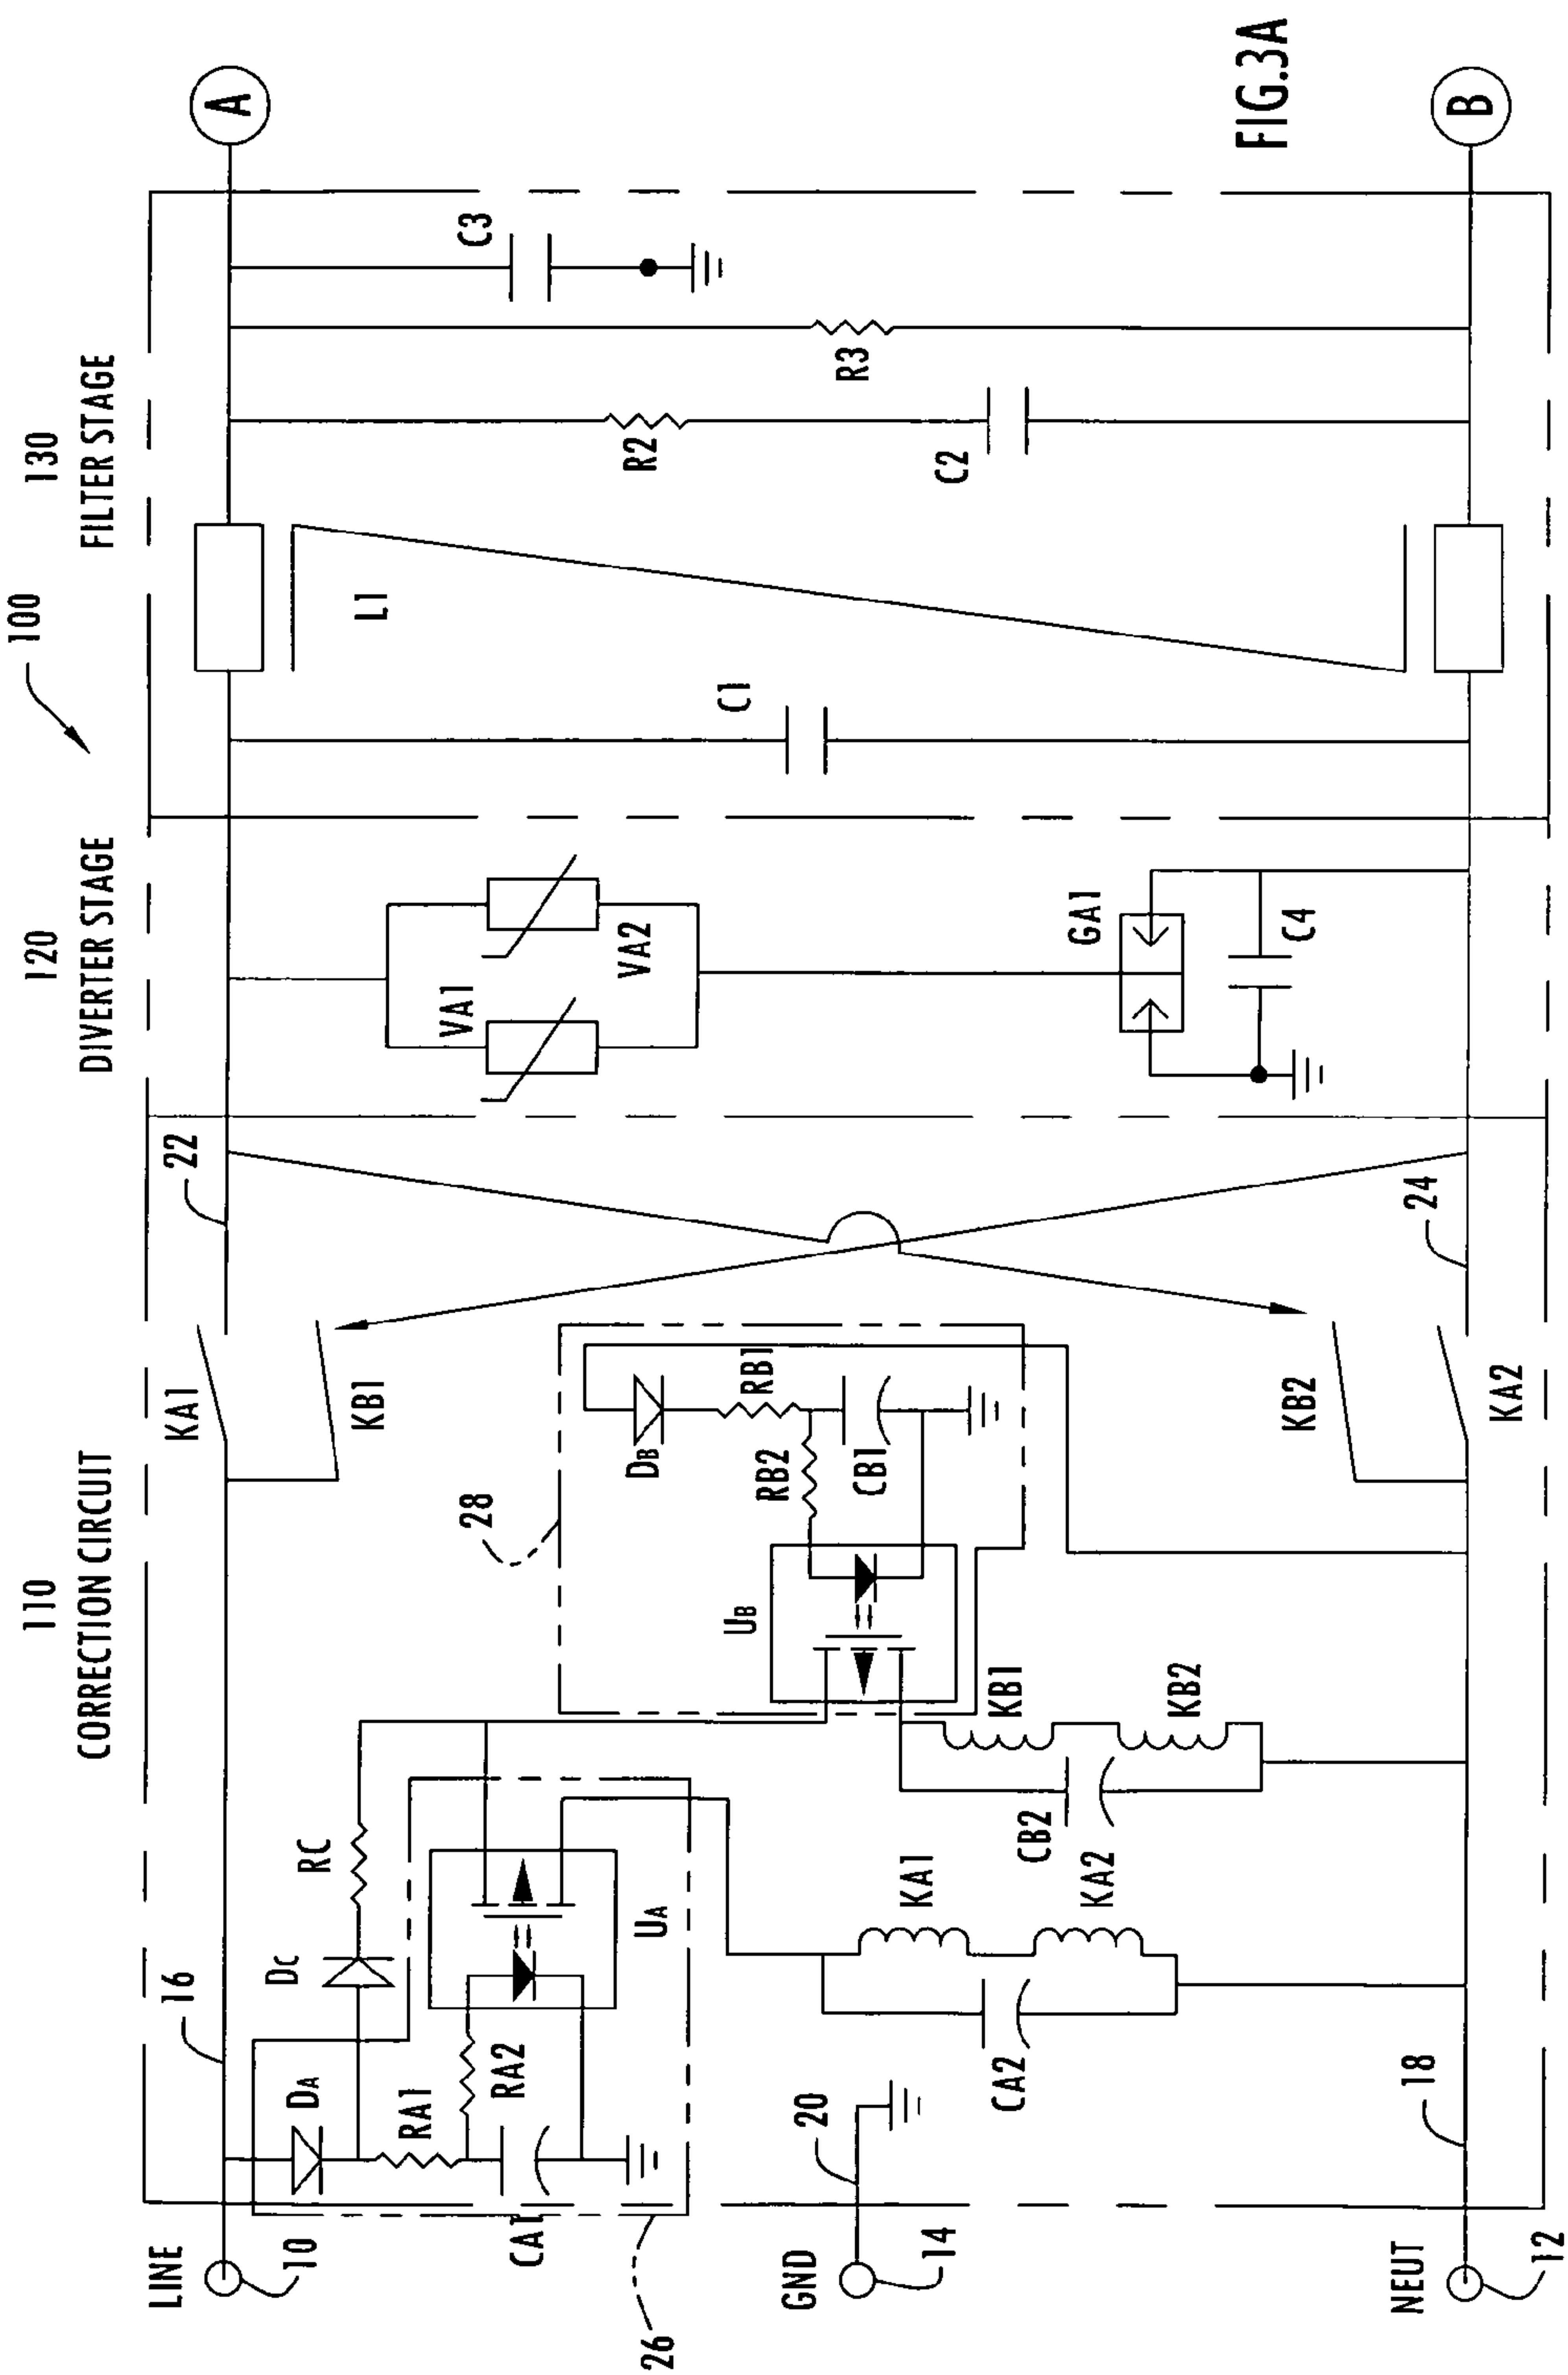 100
110
CORRECTION CIRCUIT
120
DIVERTER STAGE
130
FILTER STAGE
LINE
10
16
DA
DC
RC
RA1
RA2
CA1
UA
26
KA1
KB1
22
28
DB
RB1
RB2
CB1
UB
KB1
KB2
CB2
KA1
KA2
CA2
GND
14
20
NEUT
12
18
KB2
KA2
24
VA1
VA2
GA1
C4
C1
L1
R2
C2
R3
C3
A
B
FIG.3A